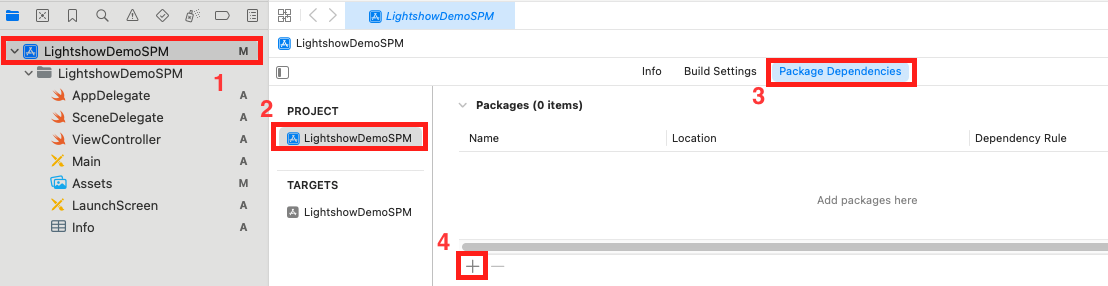 LightshowDemoSPM
LightshowDemoSPM M
LightshowDemoSPM
1
LightshowDemoSPM
AppDelegate A
SceneDelegate A
ViewController A
Main A
Assets M
LaunchScreen A
Info A
Info Build Settings Package Dependencies
3
2
PROJECT
LightshowDemoSPM
TARGETS
LightshowDemoSPM
Packages (0 items)
Name Location Dependency Rule
Add packages here
4